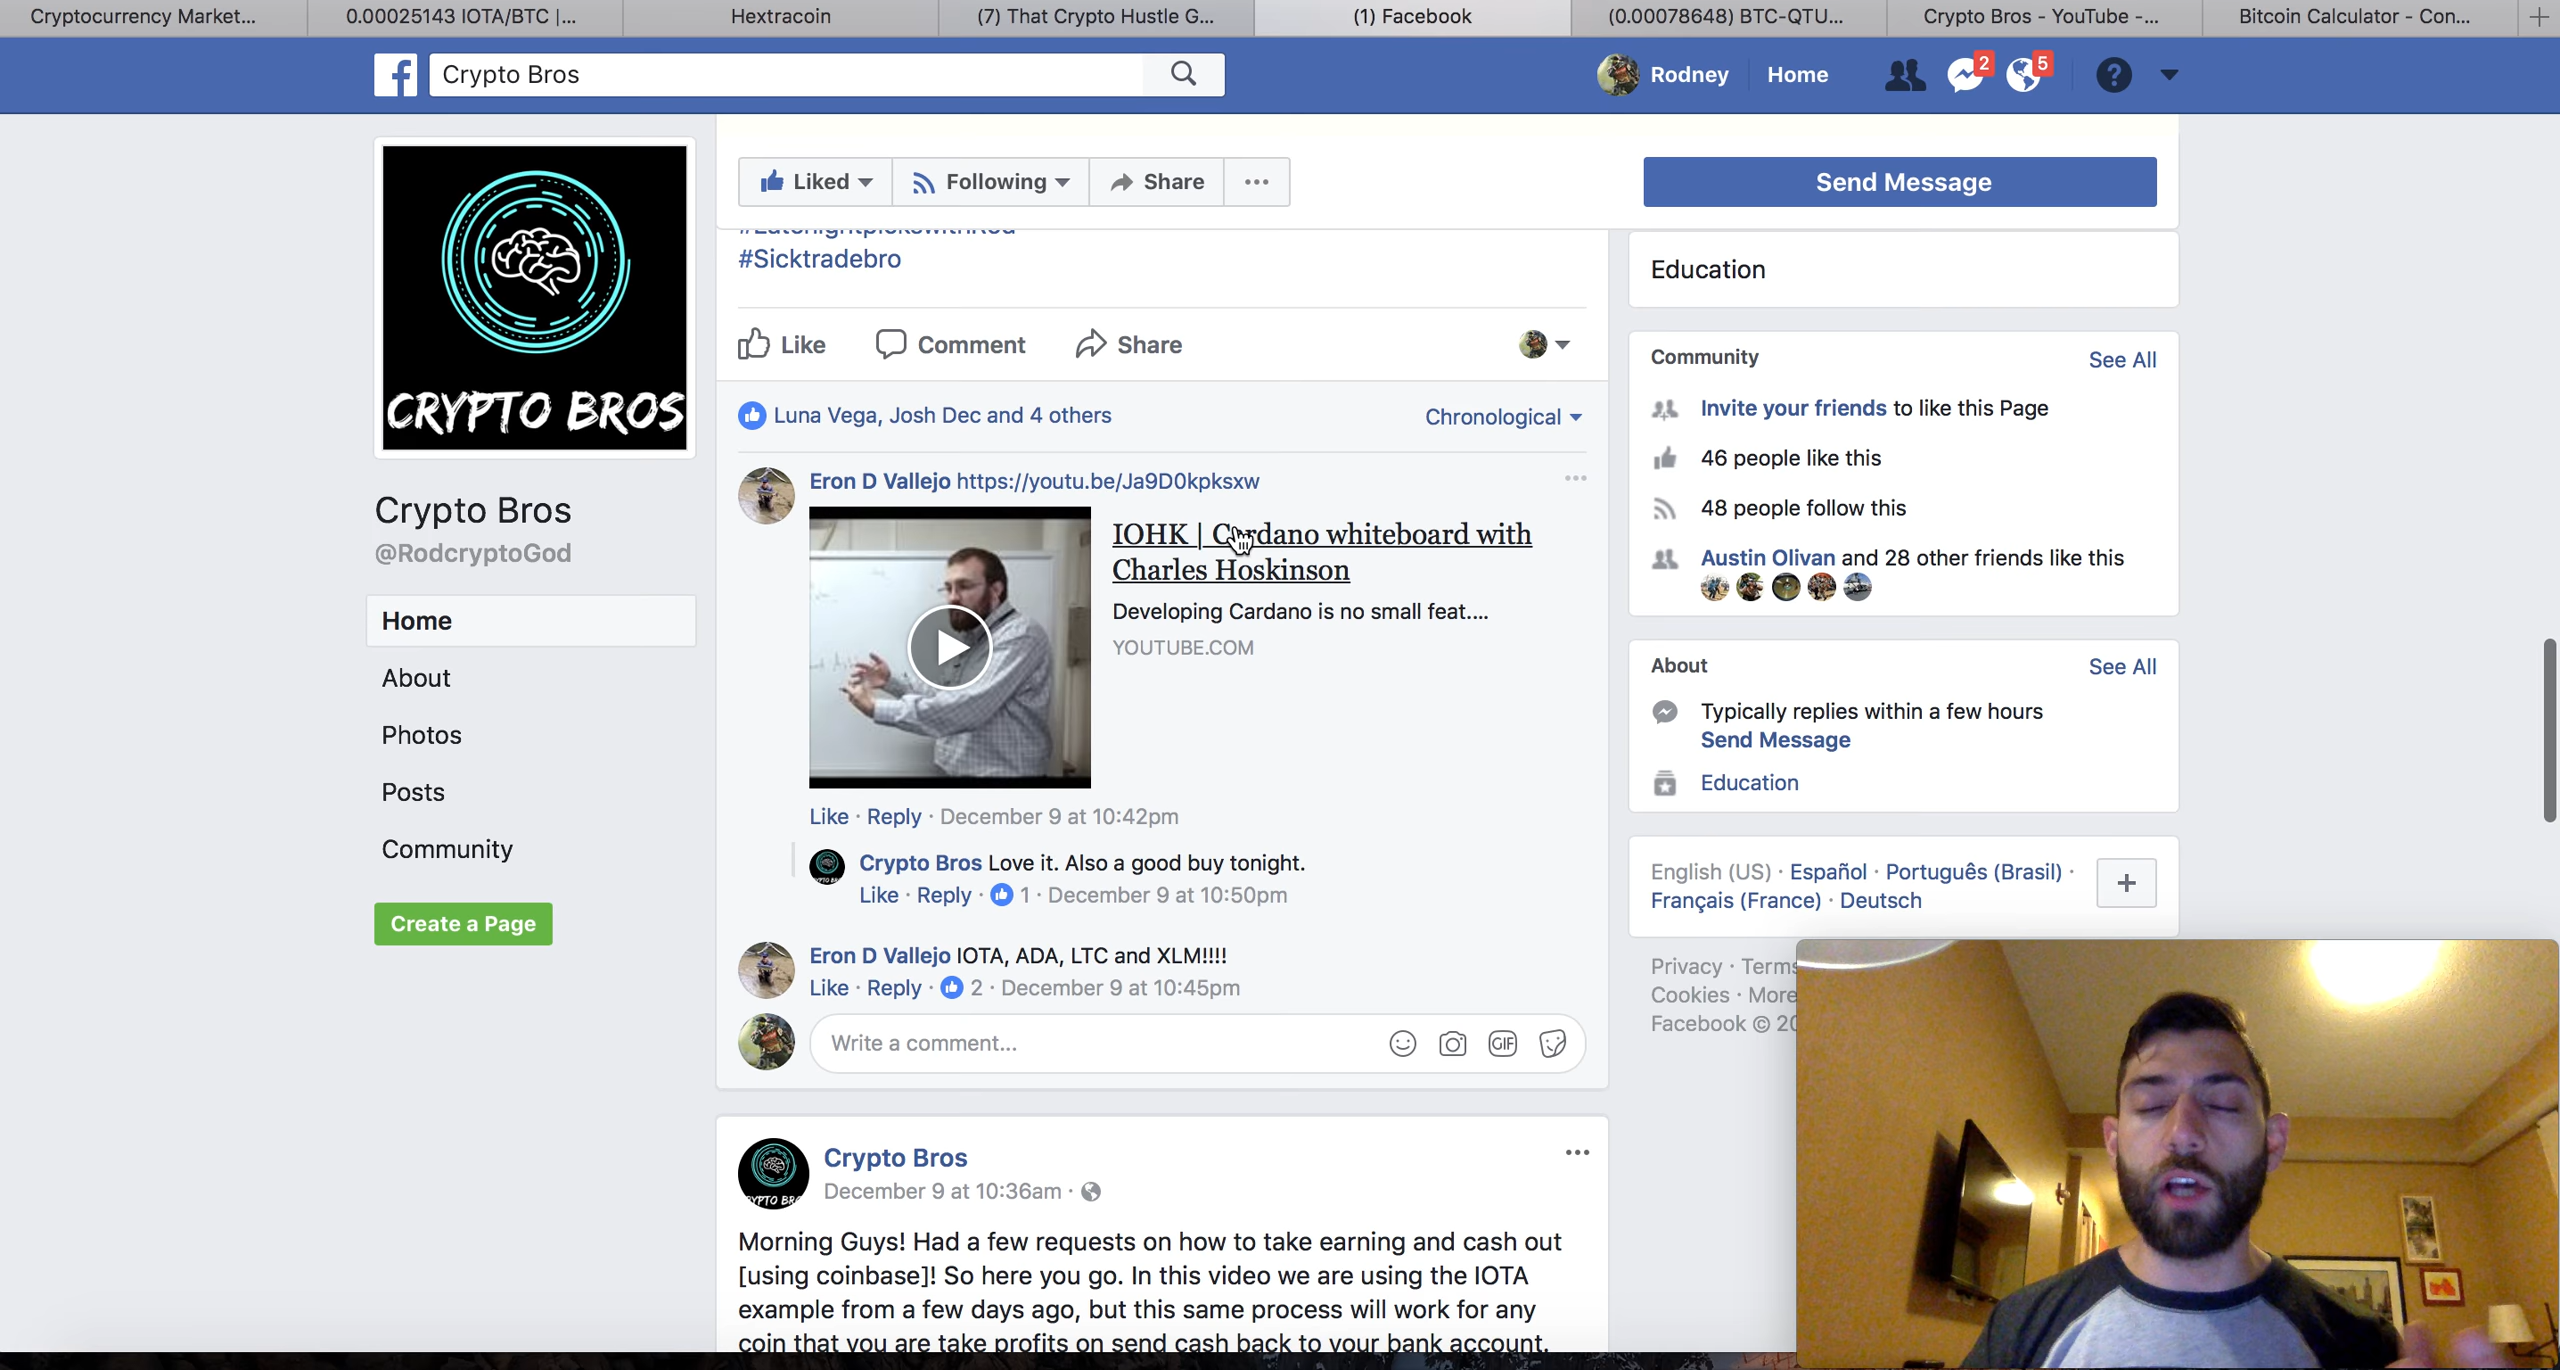 Cryptocurrency Market...
0.00025143 IOTA/BTC |...
Hextracoin
(7) That Crypto Hustle G...
(1) Facebook
(0.00078648) BTC-QTU...
Crypto Bros - YouTube -...
Bitcoin Calculator - Con...
Crypto Bros
Rodney
Home
2
5
?
CRYPTO BROS
Crypto Bros
@RodcryptoGod
Home
About
Photos
Posts
Community
Create a Page
Liked
Following
Share
Send Message
#Sicktradebro
Like
Comment
Share
Luna Vega, Josh Dec and 4 others
Chronological
Eron D Vallejo https://youtu.be/Ja9D0kpksxw
IOHK | Cardano whiteboard with
Charles Hoskinson
Developing Cardano is no small feat....
YOUTUBE.COM
Like · Reply · December 9 at 10:42pm
Crypto Bros Love it. Also a good buy tonight.
Like · Reply · 1 · December 9 at 10:50pm
Eron D Vallejo IOTA, ADA, LTC and XLM!!!!
Like · Reply · 2 · December 9 at 10:45pm
Write a comment...
GIF
Crypto Bros
December 9 at 10:36am ·
Morning Guys! Had a few requests on how to take earning and cash out
[using coinbase]! So here you go. In this video we are using the IOTA
example from a few days ago, but this same process will work for any
coin that you are take profits on send cash back to your bank account.
Education
Community
See All
Invite your friends to like this Page
46 people like this
48 people follow this
Austin Olivan and 28 other friends like this
About
See All
Typically replies within a few hours
Send Message
Education
English (US) · Español · Português (Brasil) ·
Français (France) · Deutsch
Privacy · Terms
Cookies · More
Facebook ©